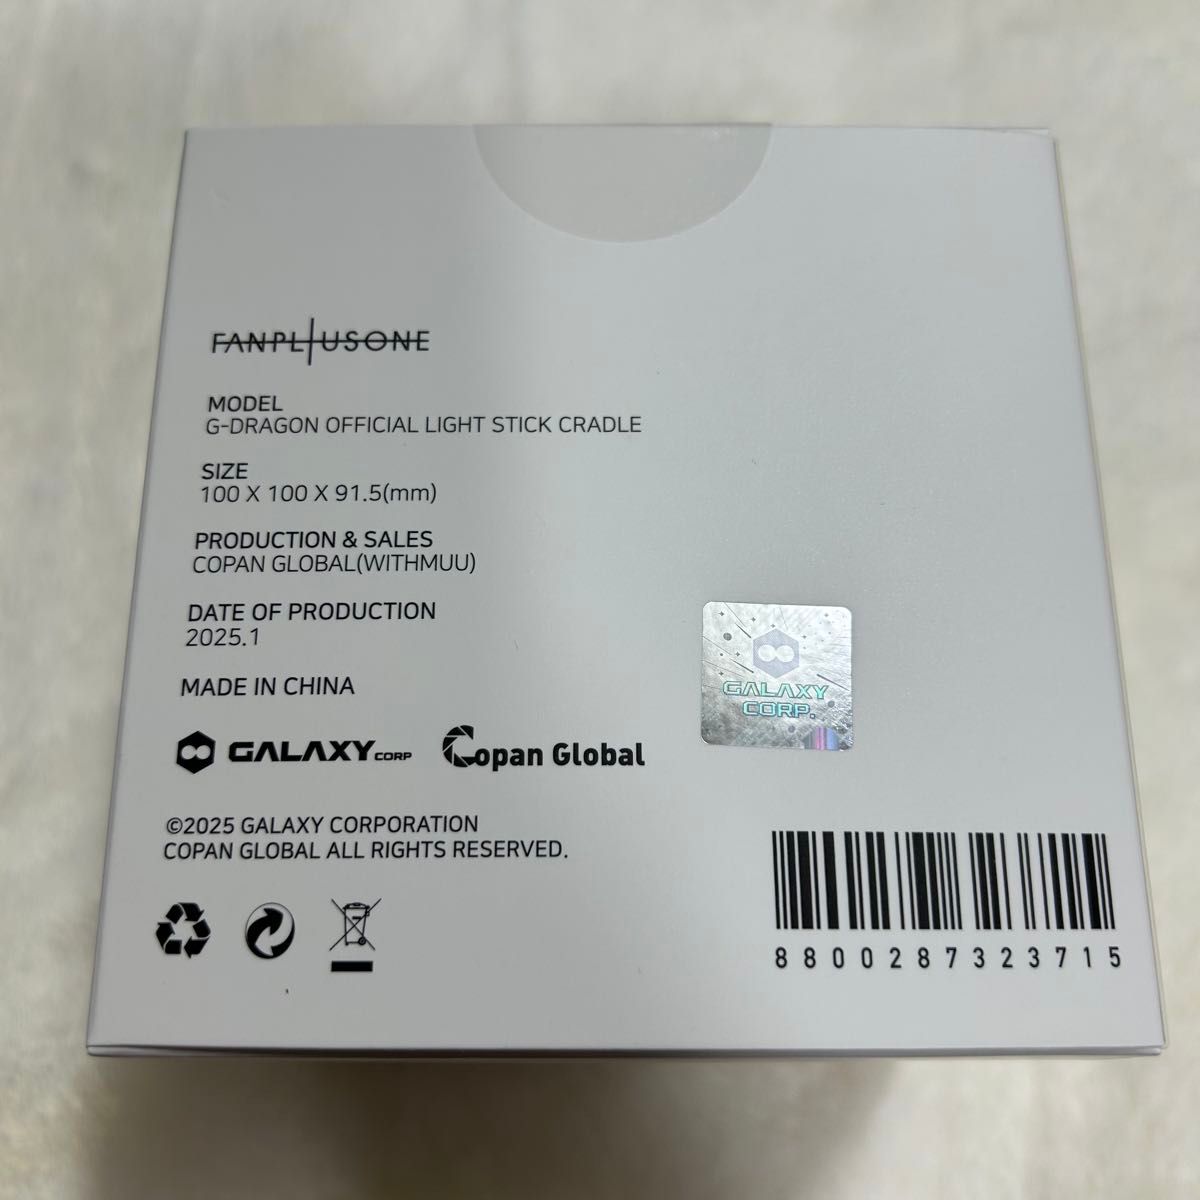 FANPLUSONE
MODEL
G-DRAGON OFFICIAL LIGHT STICK CRADLE
SIZE
100 X 100 X 91.5(mm)
PRODUCTION & SALES
COPAN GLOBAL(WITHMUU)
DATE OF PRODUCTION
2025.1
MADE IN CHINA
GALAXY CORP Copan Global
GALAXY
CORP.
©2025 GALAXY CORPORATION
COPAN GLOBAL ALL RIGHTS RESERVED.
8800287323715